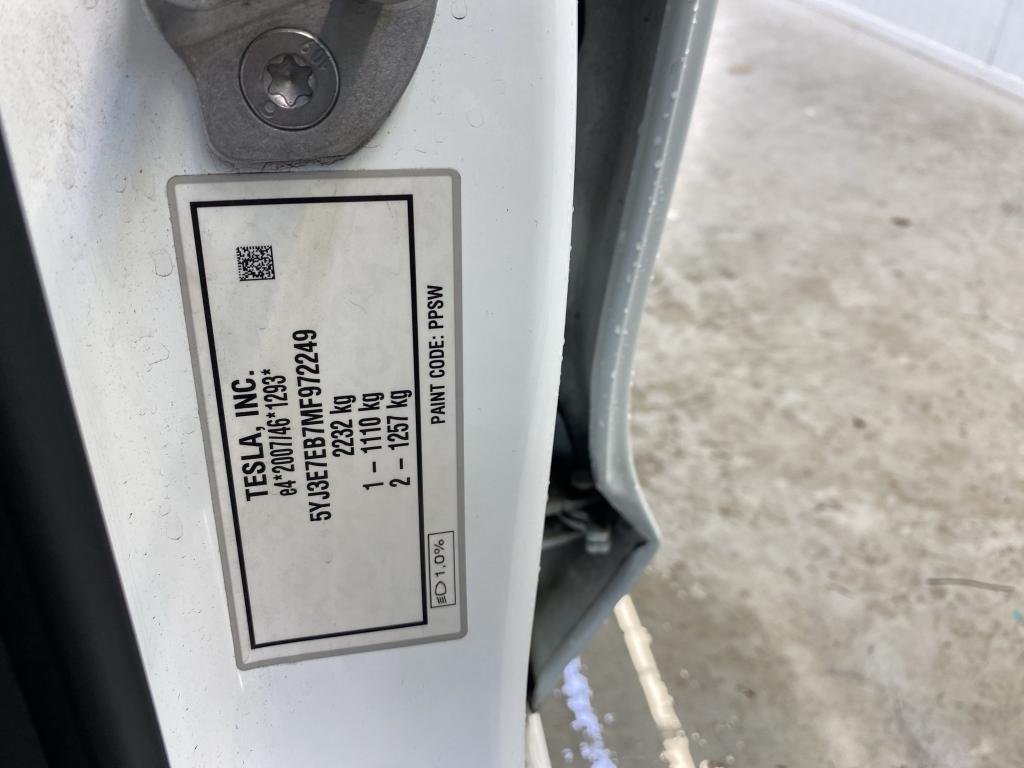 TESLA, INC.
e4*2007/46*1293*
5YJ3E7EB7MF972249
2232 kg
1 – 1110 kg
2 – 1257 kg
PAINT CODE: PPSW
1.0%